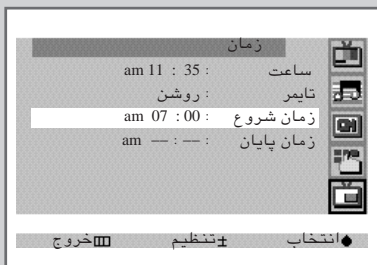 زمان
ساعت : 35 : 11 am
تایمر : روشن
زمان شروع : 00: 07 am
زمان پایان : –– : –– am
انتخاب ±تنظیم خروج